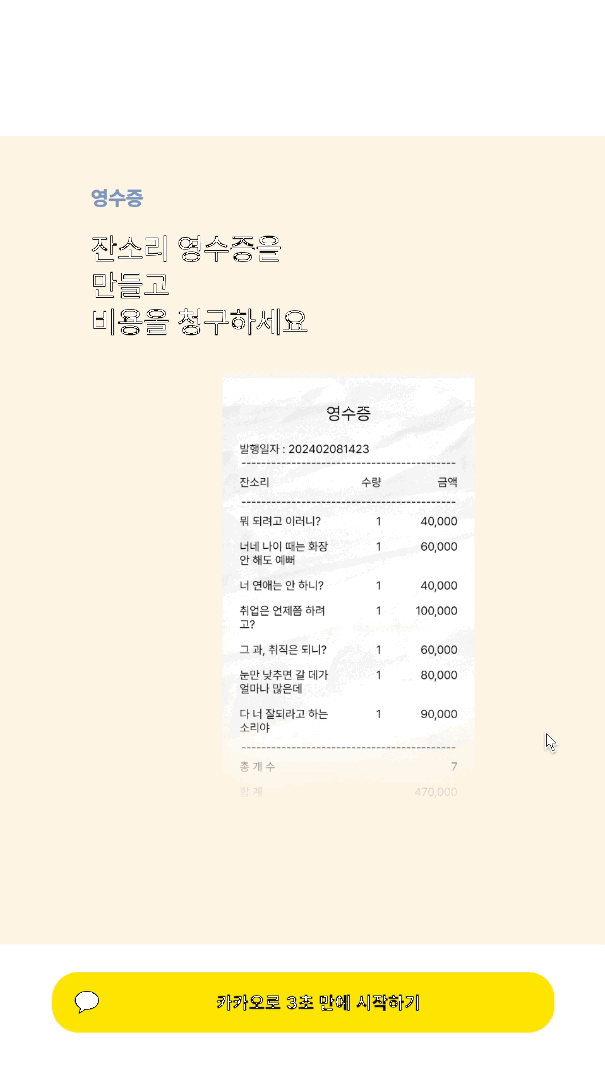 영수증
잔소리 영수증을
만들고
비용을 청구하세요
영수증
발행일자 : 202402081423
잔소리 수량 금액
뭐 되려고 이러니? 1 40,000
너네 나이 때는 화장 1 60,000
안 해도 예뻐
너 연애는 안 하니? 1 40,000
취업은 언제쯤 하려 1 100,000
고?
그 과, 취직은 되니? 1 60,000
눈만 낮추면 갈 데가 1 80,000
얼마나 많은데
다 너 잘되라고 하는 1 90,000
소리야
총 개 수 7
합 계 470,000
카카오로 3초 만에 시작하기